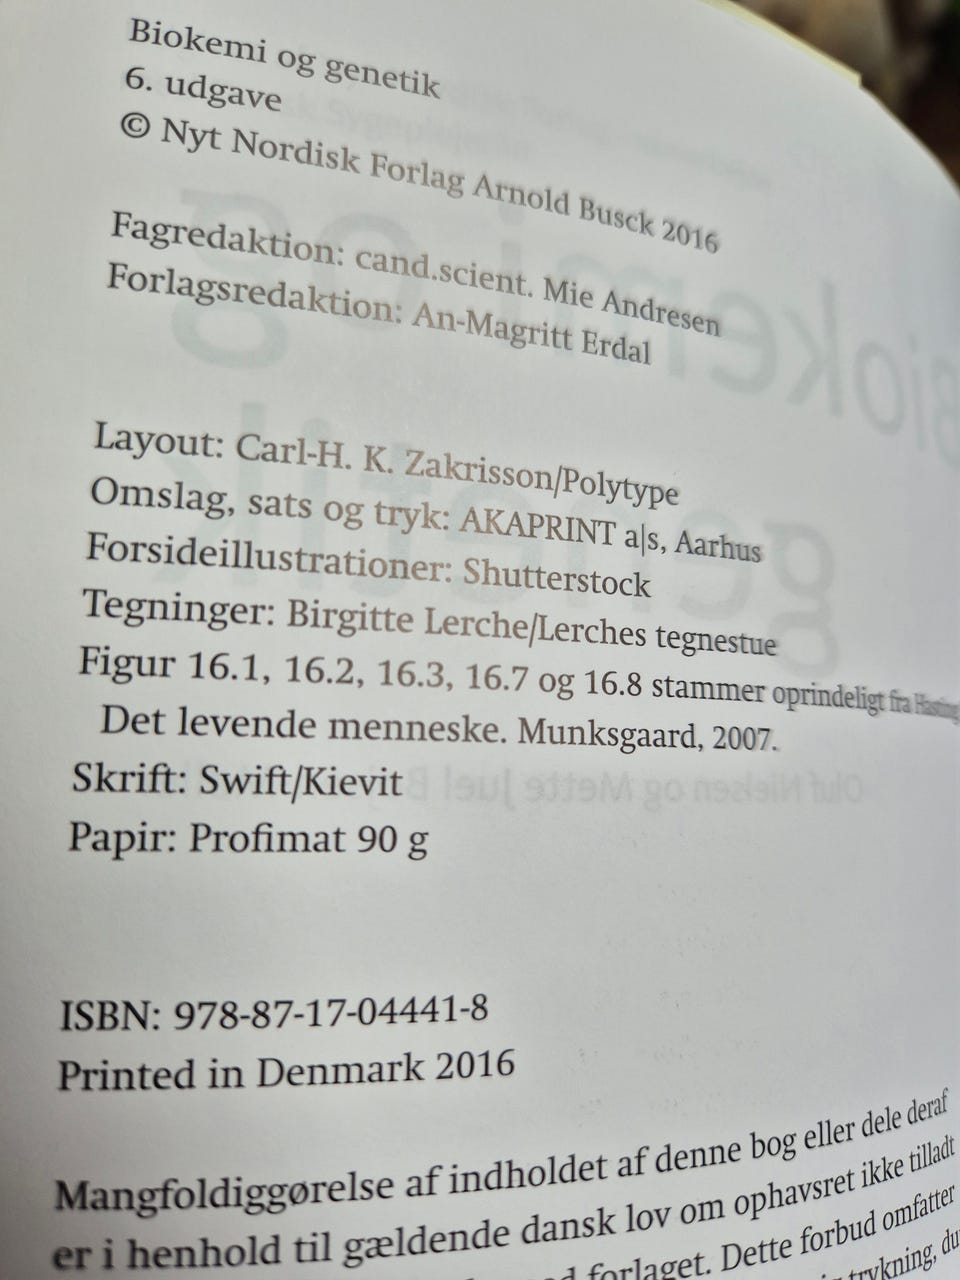 Biokemi og genetik
6. udgave
© Nyt Nordisk Forlag Arnold Busck 2016
Fagredaktion: cand.scient. Mie Andresen
Forlagsredaktion: An-Magritt Erdal
Layout: Carl-H. K. Zakrisson/Polytype
Omslag, sats og tryk: AKAPRINT a|s, Aarhus
Forsideillustrationer: Shutterstock
Tegninger: Birgitte Lerche/Lerches tegnestue
Figur 16.1, 16.2, 16.3, 16.7 og 16.8 stammer oprindeligt fra
Det levende menneske. Munksgaard, 2007.
Skrift: Swift/Kievit
Papir: Profimat 90 g
ISBN: 978-87-17-04441-8
Printed in Denmark 2016
Mangfoldiggørelse af indholdet af denne bog eller dele deraf
er i henhold til gældende dansk lov om ophavsret ikke tilladt
forlaget. Dette forbud omfatter